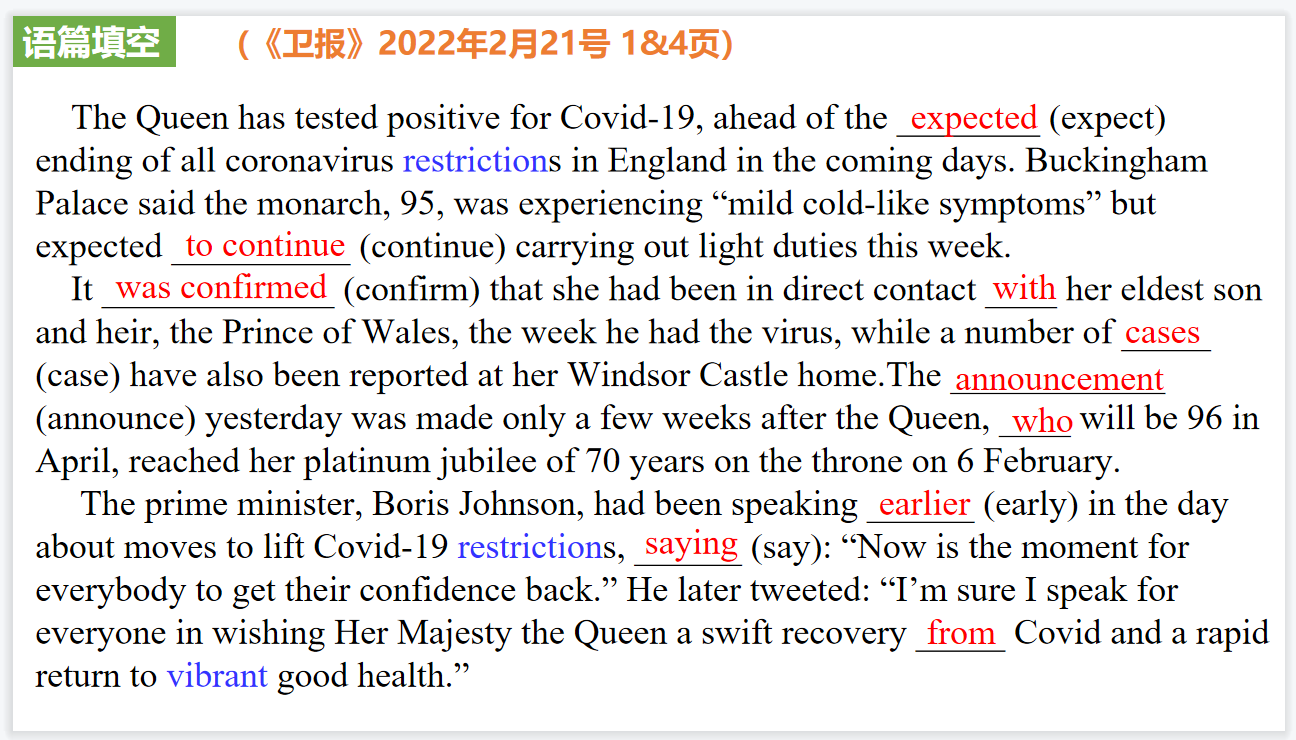 语篇填空 (《卫报》2022年2月21号 1&4页)
The Queen has tested positive for Covid-19, ahead of the expected (expect)
ending of all coronavirus restrictions in England in the coming days. Buckingham
Palace said the monarch, 95, was experiencing “mild cold-like symptoms” but
expected to continue (continue) carrying out light duties this week.
It was confirmed (confirm) that she had been in direct contact with her eldest son
and heir, the Prince of Wales, the week he had the virus, while a number of cases
(case) have also been reported at her Windsor Castle home.The announcement
(announce) yesterday was made only a few weeks after the Queen, who will be 96 in
April, reached her platinum jubilee of 70 years on the throne on 6 February.
The prime minister, Boris Johnson, had been speaking earlier (early) in the day
about moves to lift Covid-19 restrictions, saying (say): “Now is the moment for
everybody to get their confidence back.” He later tweeted: “I’m sure I speak for
everyone in wishing Her Majesty the Queen a swift recovery from Covid and a rapid
return to vibrant good health.”